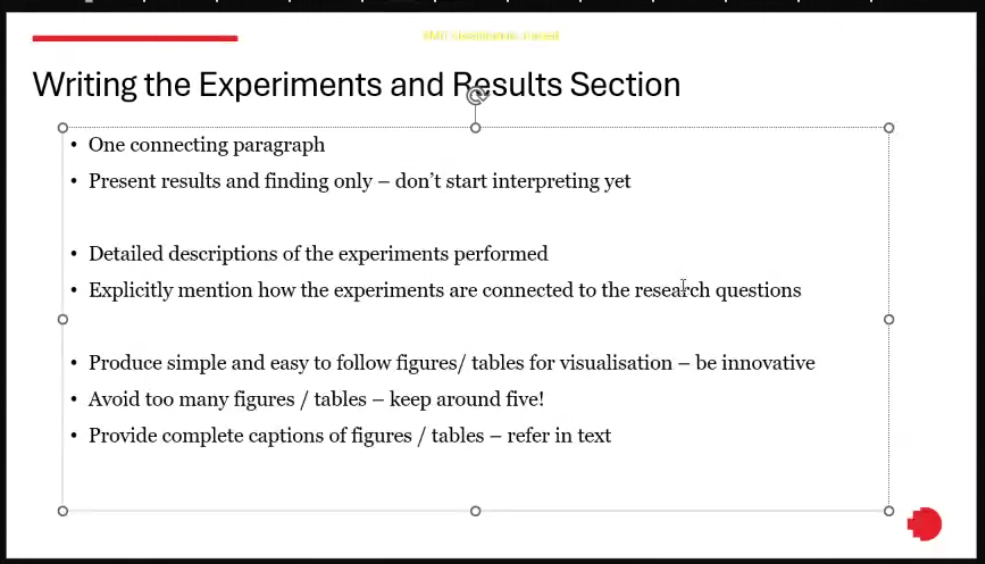 Writing the Experiments and Results Section
• One connecting paragraph
• Present results and finding only – don’t start interpreting yet
• Detailed descriptions of the experiments performed
• Explicitly mention how the experiments are connected to the research questions
• Produce simple and easy to follow figures/ tables for visualisation – be innovative
• Avoid too many figures / tables – keep around five!
• Provide complete captions of figures / tables – refer in text